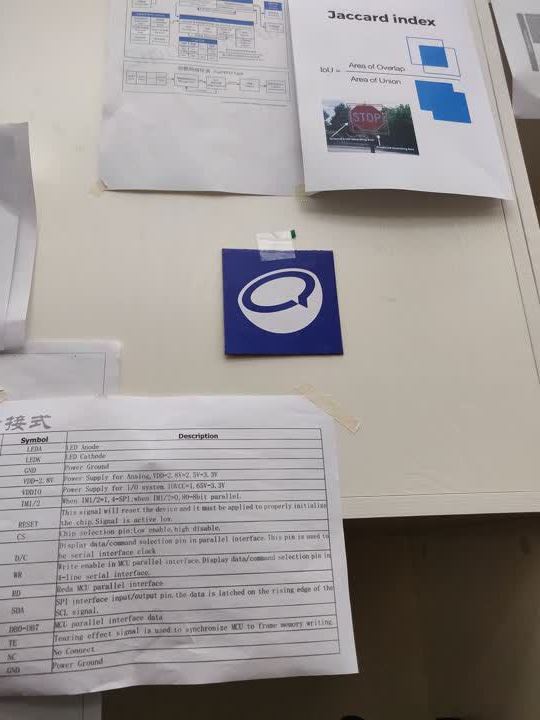 Jaccard index
IoU =
Area of Overlap
Area of Union
STOP
接式
Symbol Description
LEDA LED Anode
LEDK LED Cathode
GND Power Ground
VDD-2.8V Power Supply for Analog, VDD=2.8V=2.5V-3.3V
VDDIO Power Supply for I/O system. IOVCC=1.65V-3.3V
IM1/2 When IM1/2=1,4-SPI;when IM1/2=0,80-8bit parallel.
RESET This signal will reset the device and it must be applied to properly initialize
the chip.Signal is active low.
CS Chip selection pin;Low enable,high disable.
D/C Display data/command selection pin in parallel interface.This pin is used to
be serial interface clock
WR Write enable in MCU parallel interface. Display data/command selection pin in
4-line serial interface.
RD Reda MCU parallel interface
SDA SPI interface input/output pin. the data is latched on the rising edge of the
SCL signal.
DB0-DB7 MCU parallel interface data
TE Tearing effect signal is used to synchronize MCU to frame memory writing.
NC No Connect
GND Power Ground